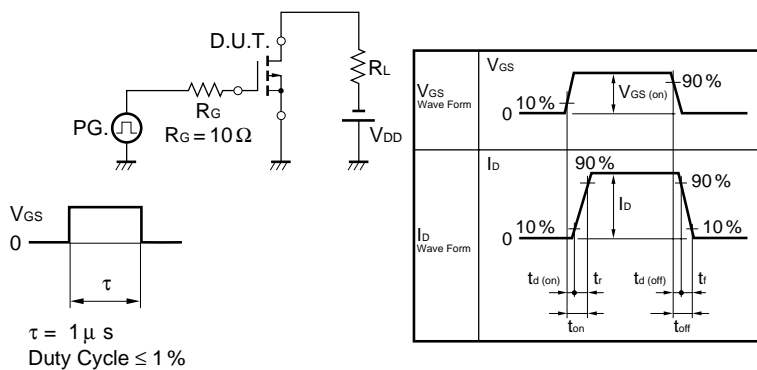 D.U.T.
RL
RG
PG.
RG = 10 Ω
VDD
VGS
0
τ
τ = 1 μ s
Duty Cycle ≤ 1 %
VGS
Wave Form
VGS
10 %
0
VGS (on)
90 %
ID
Wave Form
ID
90 %
90 %
10 %
ID
10 %
0
td (on)
tr
td (off)
tf
ton
toff